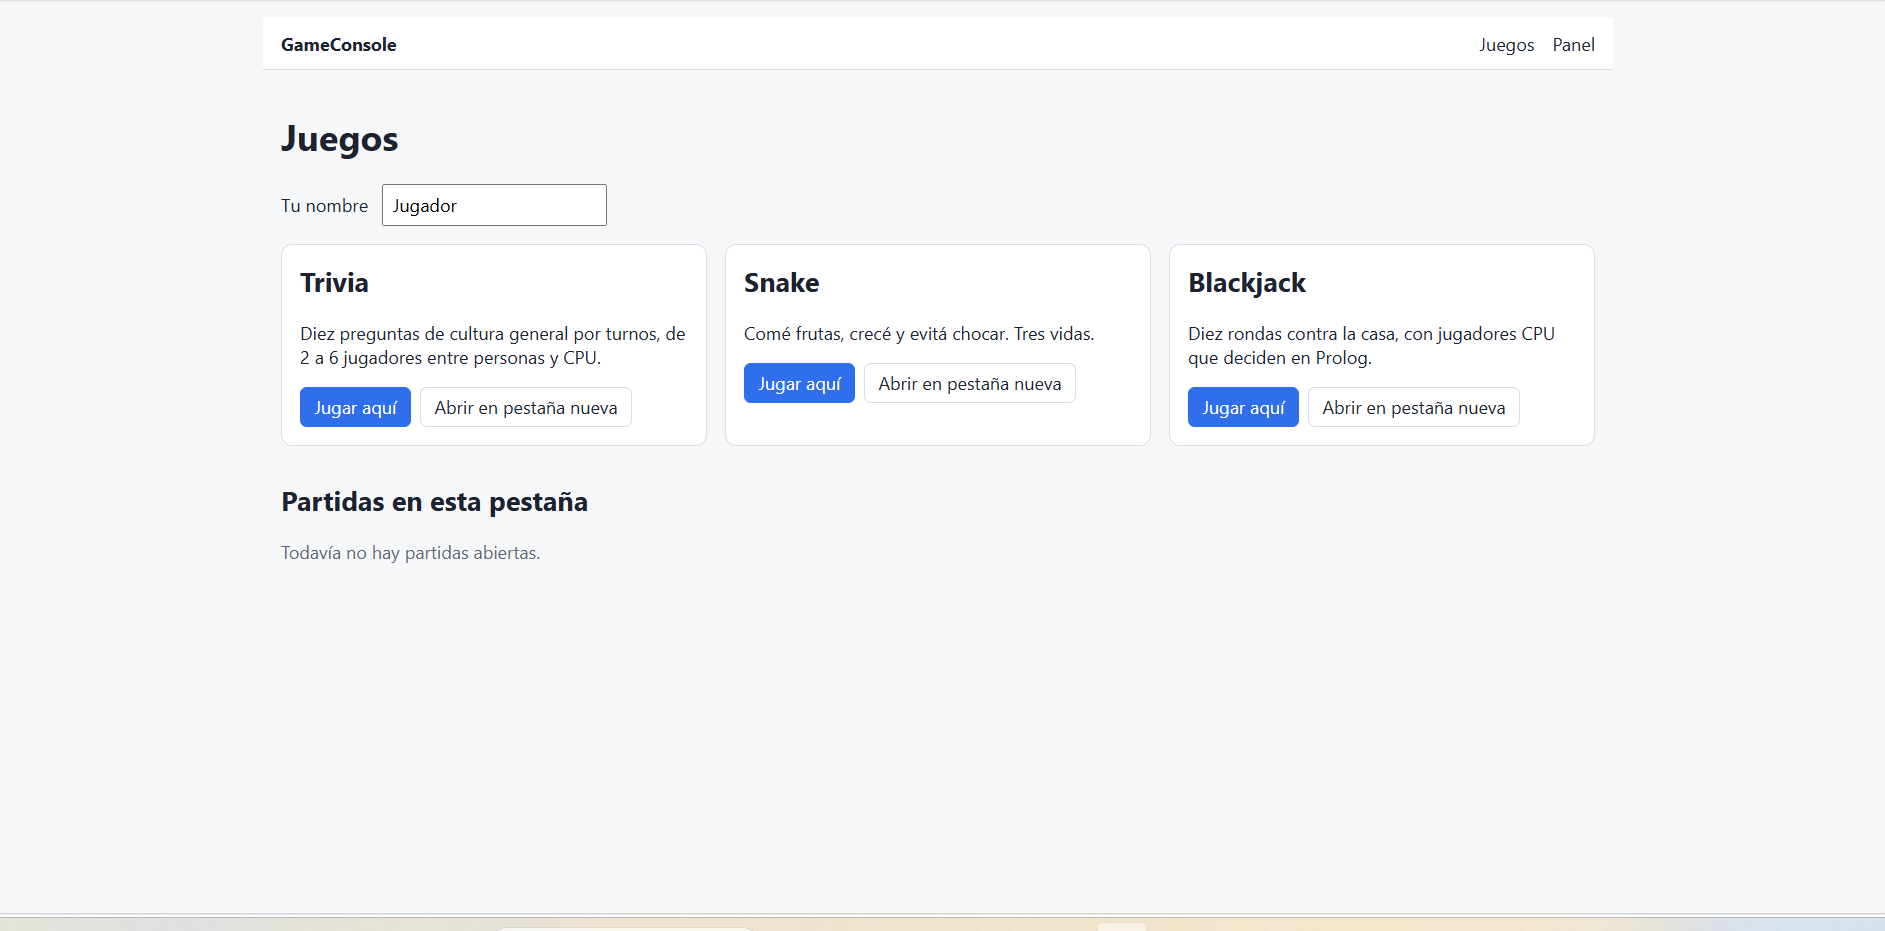 GameConsole
Juegos Panel
Juegos
Tu nombre Jugador
Trivia
Diez preguntas de cultura general por turnos, de
2 a 6 jugadores entre personas y CPU.
Jugar aquí Abrir en pestaña nueva
Snake
Comé frutas, crecé y evitá chocar. Tres vidas.
Jugar aquí Abrir en pestaña nueva
Blackjack
Diez rondas contra la casa, con jugadores CPU
que deciden en Prolog.
Jugar aquí Abrir en pestaña nueva
Partidas en esta pestaña
Todavía no hay partidas abiertas.